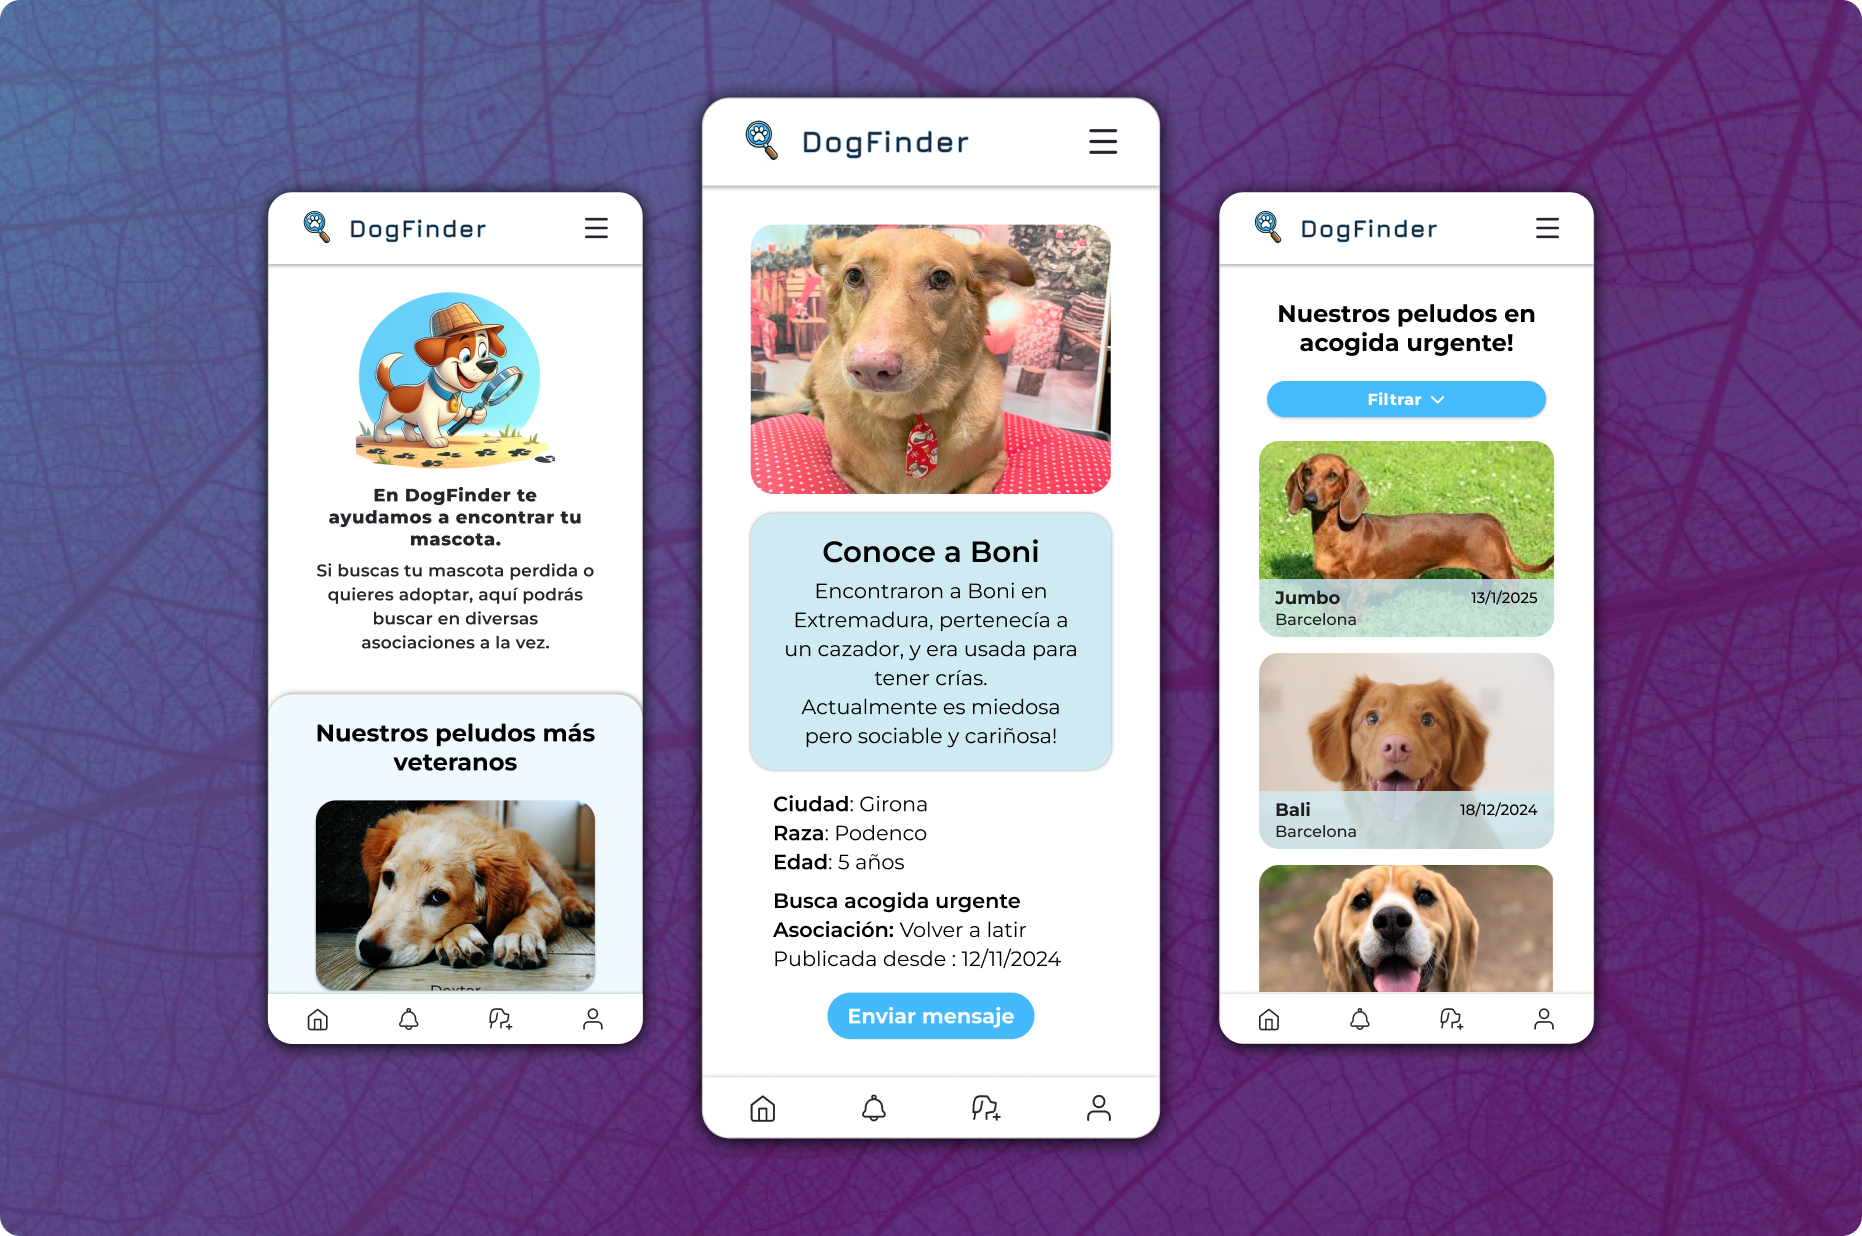 DogFinder
En DogFinder te
ayudamos a encontrar tu
mascota.
Si buscas tu mascota perdida o
quieres adoptar, aquí podrás
buscar en diversas
asociaciones a la vez.
Nuestros peludos más
veteranos
Dexter
DogFinder
Conoce a Boni
Encontraron a Boni en
Extremadura, pertenecía a
un cazador, y era usada para
tener crías.
Actualmente es miedosa
pero sociable y cariñosa!
Ciudad: Girona
Raza: Podenco
Edad: 5 años
Busca acogida urgente
Asociación: Volver a latir
Publicada desde : 12/11/2024
Enviar mensaje
DogFinder
Nuestros peludos en
acogida urgente!
Filtrar
Jumbo 13/1/2025
Barcelona
Bali 18/12/2024
Barcelona